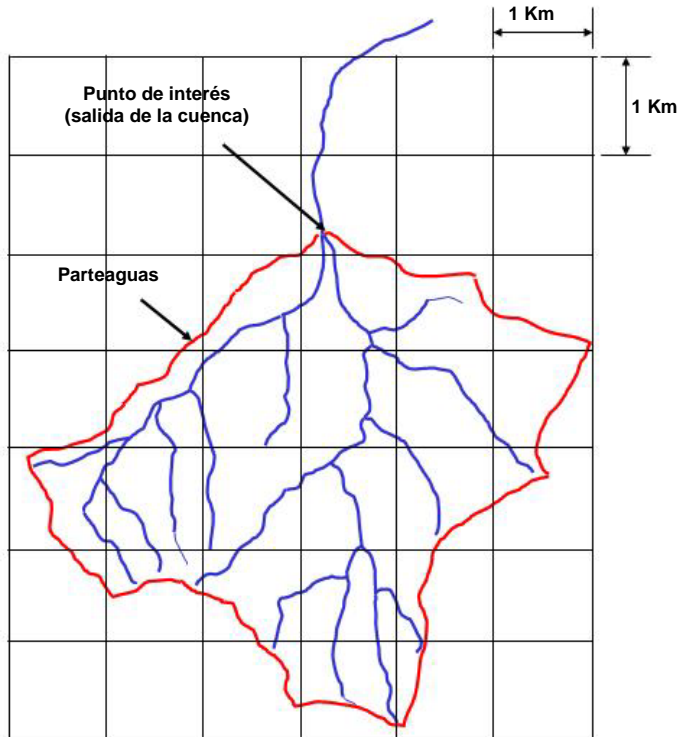 1 Km
1 Km
Punto de interés
(salida de la cuenca)
Parteaguas